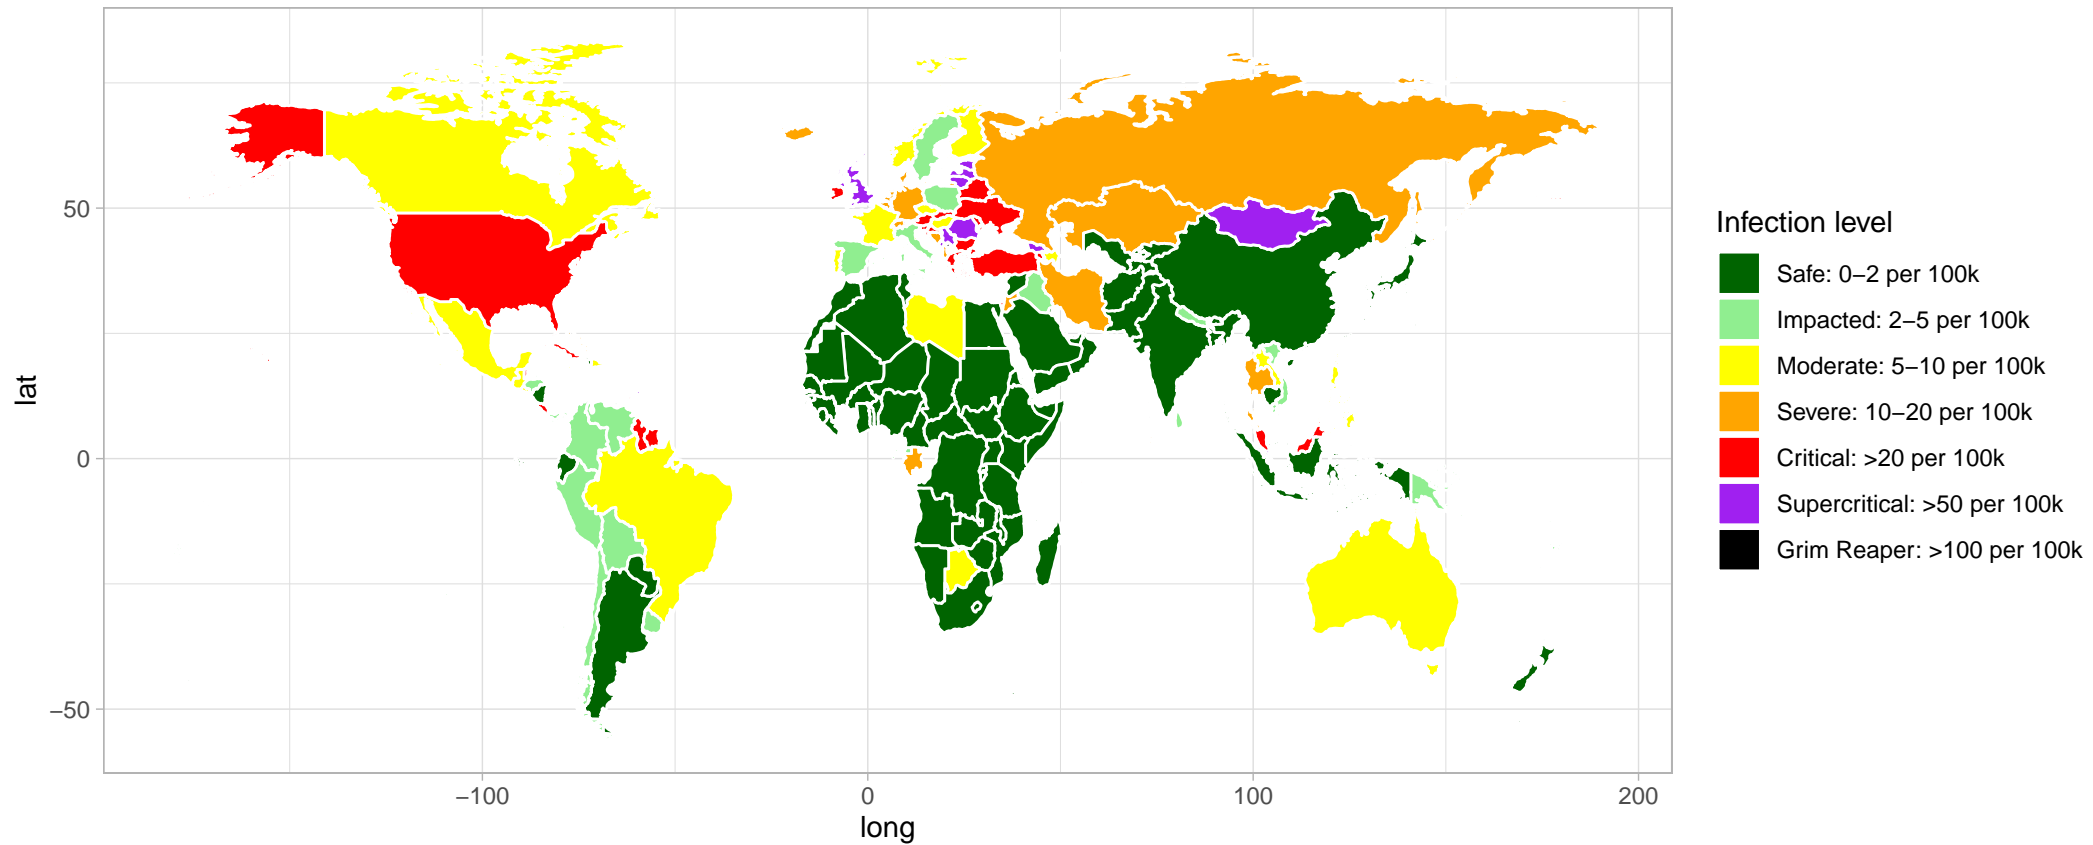 50
0
−50
lat
−100
0
100
200
long
Infection level
Safe: 0−2 per 100k
Impacted: 2−5 per 100k
Moderate: 5−10 per 100k
Severe: 10−20 per 100k
Critical: >20 per 100k
Supercritical: >50 per 100k
Grim Reaper: >100 per 100k